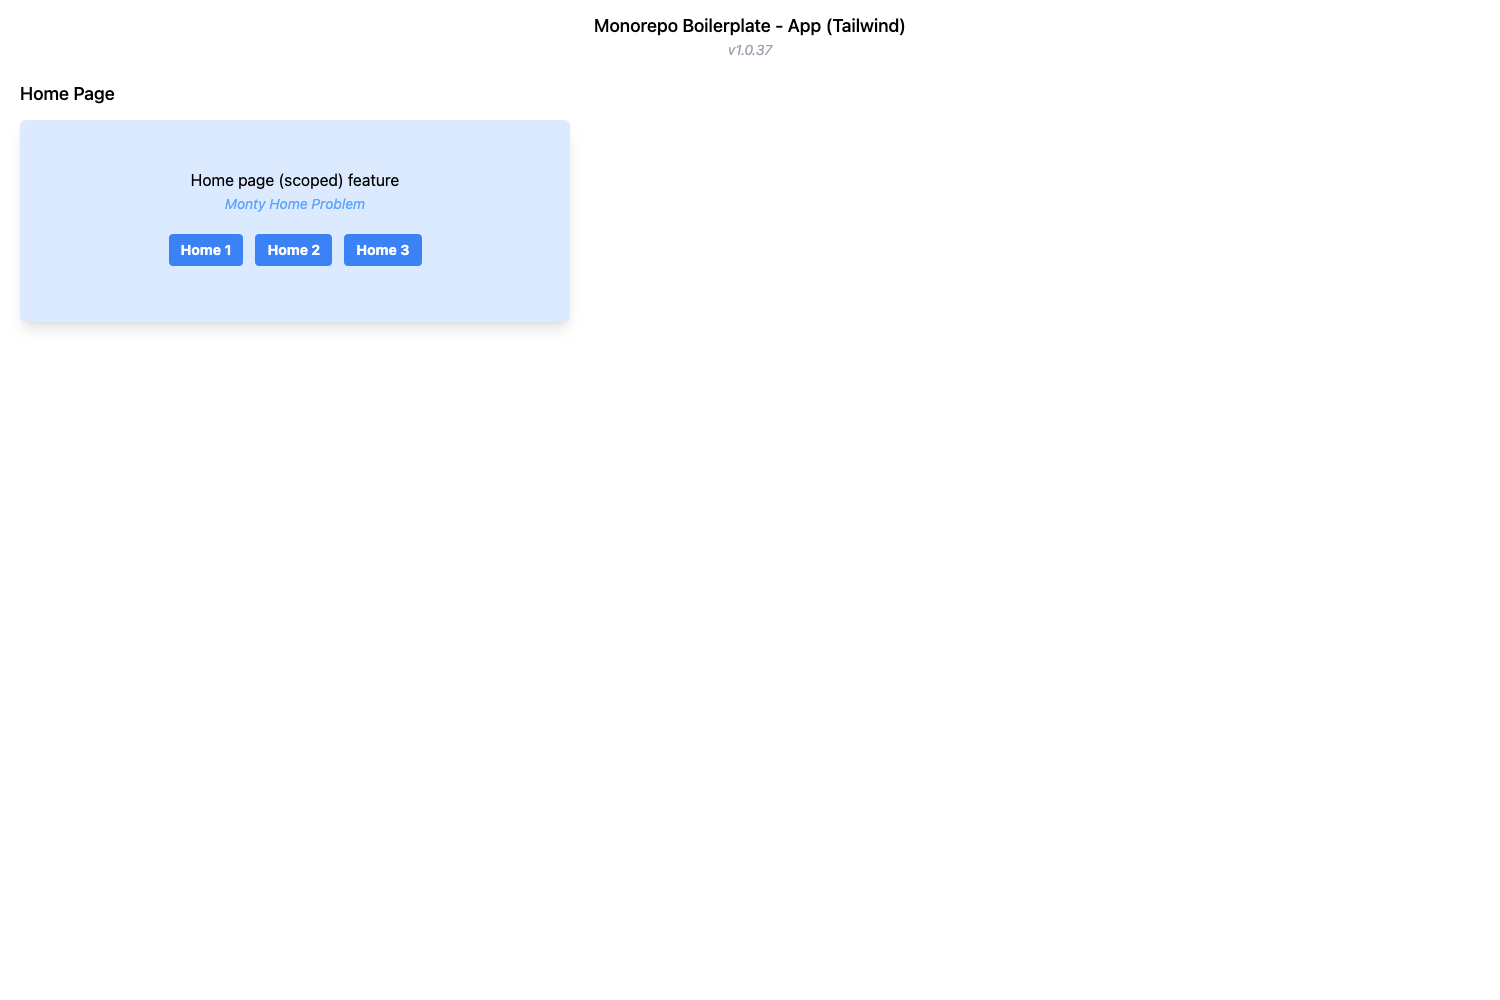 Monorepo Boilerplate - App (Tailwind)
v1.0.37
Home Page
Home page (scoped) feature
Monty Home Problem
Home 1 Home 2 Home 3